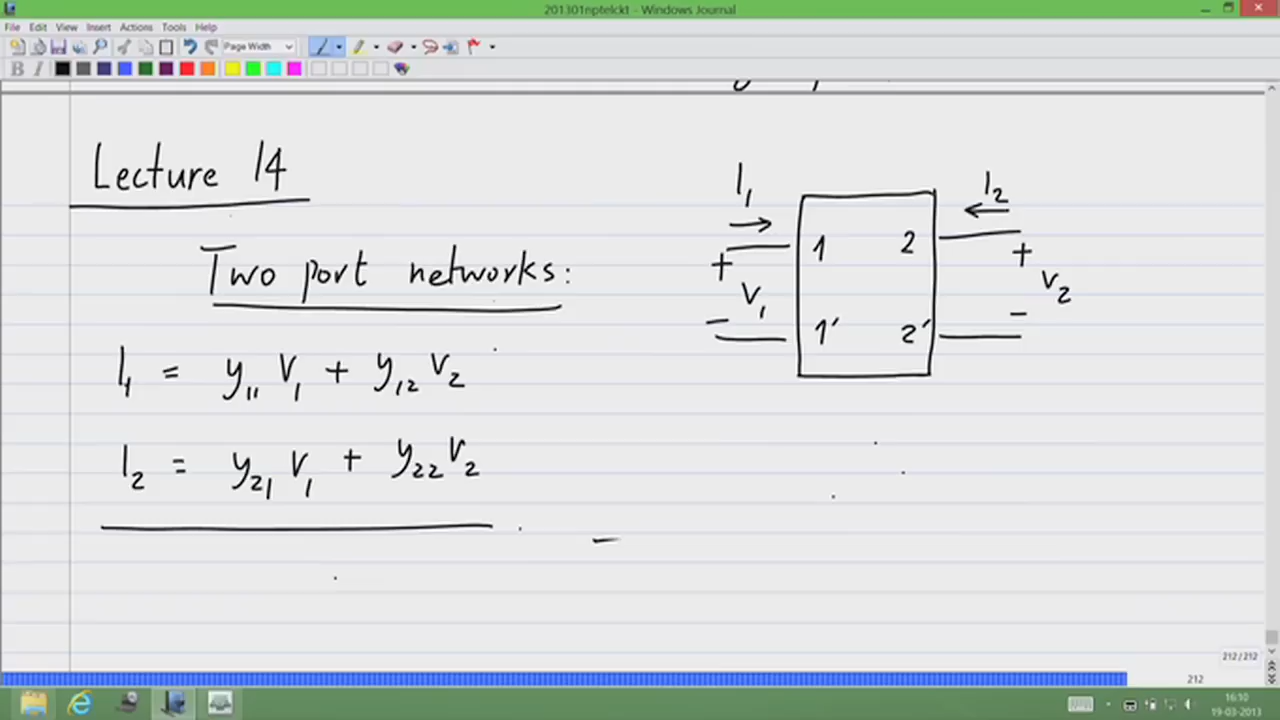 201301nptelckt - Windows Journal
File Edit View Insert Actions Tools Help
Page Width
B I
Lecture 14
Two port networks:
I₁ = y₁₁ V₁ + y₁₂ V₂
I₂ = y₂₁ V₁ + y₂₂ V₂
I₁ I₂
1 2
+ V₁ - + V₂ -
1' 2'
212/212
212
16:10
19-03-2013